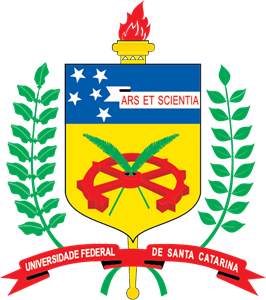 ARS ET SCIENTIA
UNIVERSIDADE FEDERAL DE SANTA CATARINA